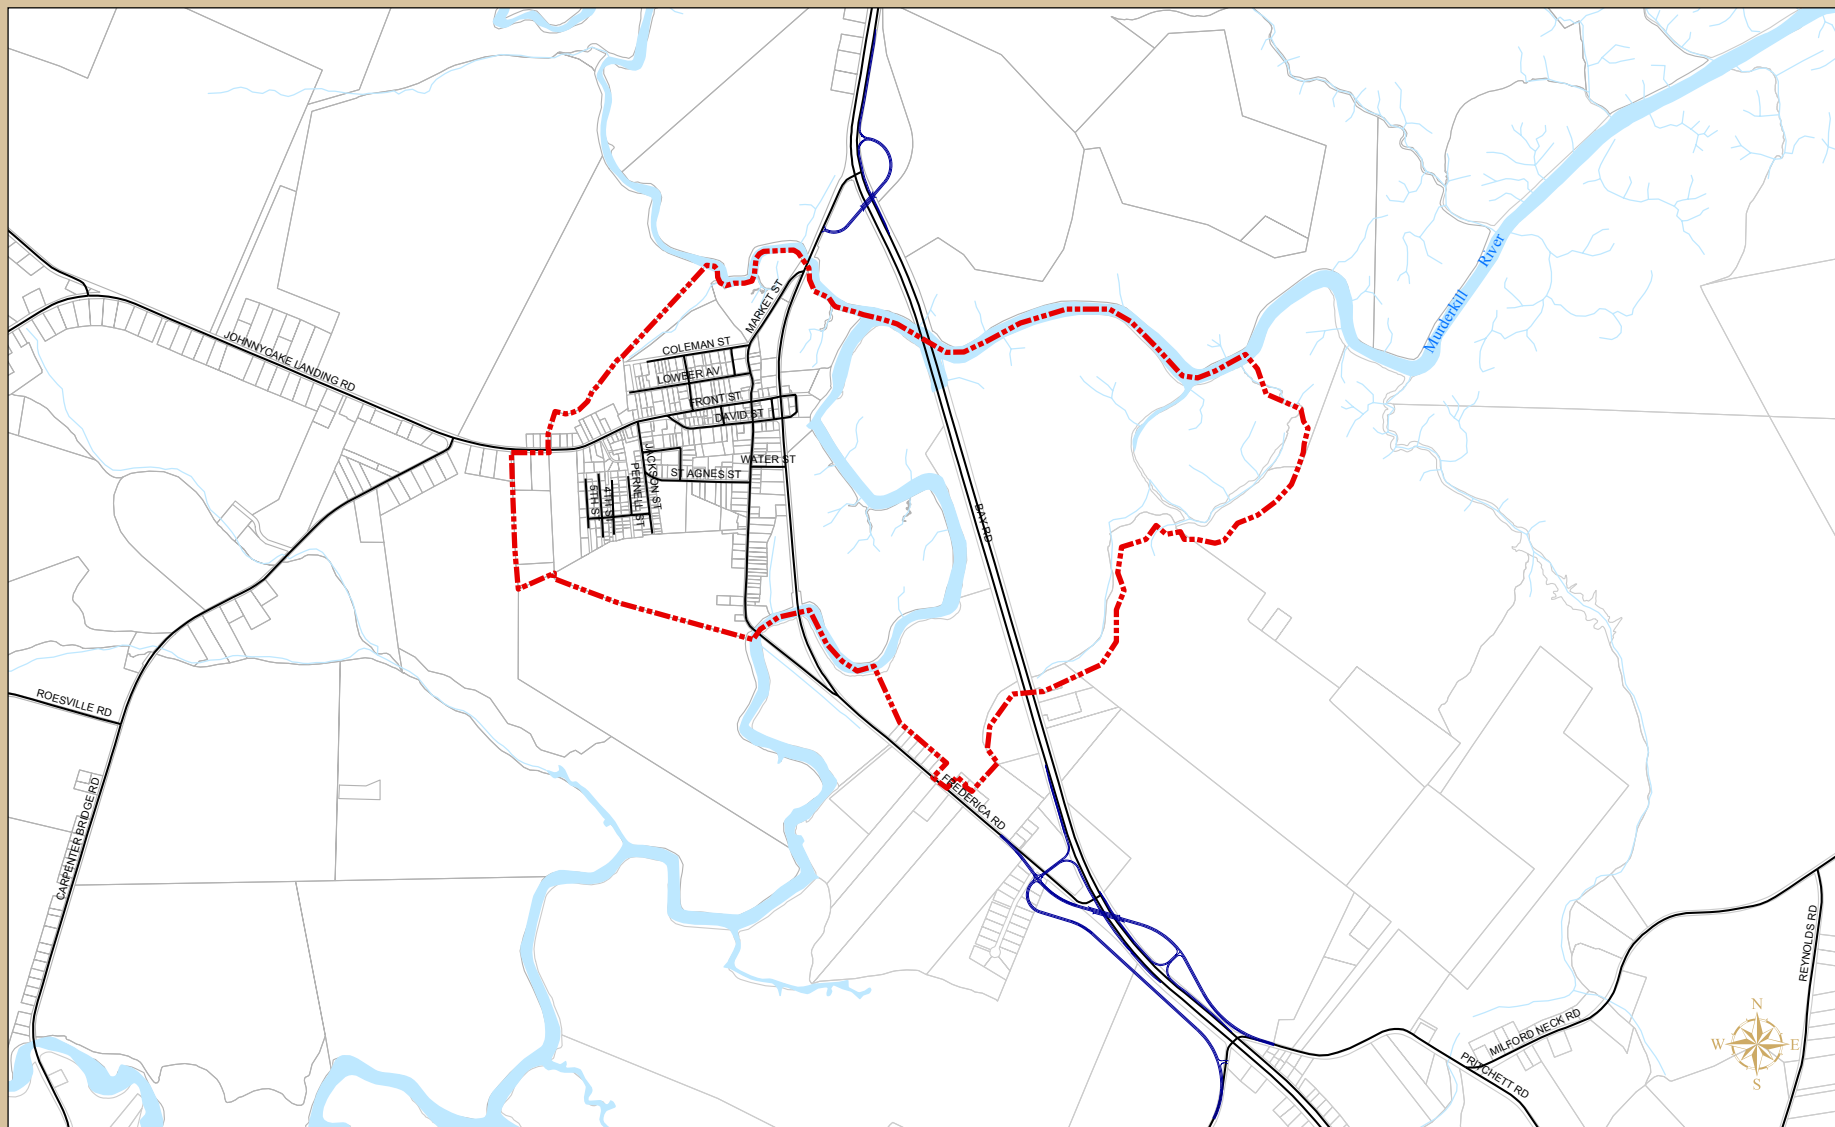 Murderkill River
MARKET ST
JOHNNYCAKE LANDING RD
COLEMAN ST
LOWBER AV
FRONT ST
DAVID ST
WATER ST
ST AGNES ST
JACKSON ST
PERNELL ST
4TH ST
5TH S
BAY RD
ROESVILLE RD
CARPENTER BRIDGE RD
FREDERICA RD
REYNOLDS RD
MILFORD NECK RD
PRITCHETT RD
N
W E
S